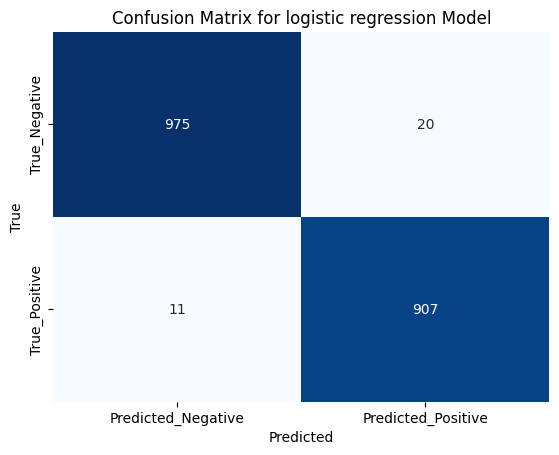 Confusion Matrix for logistic regression Model
True_Negative
975
20
True
True_Positive
11
907
Predicted_Negative
Predicted_Positive
Predicted